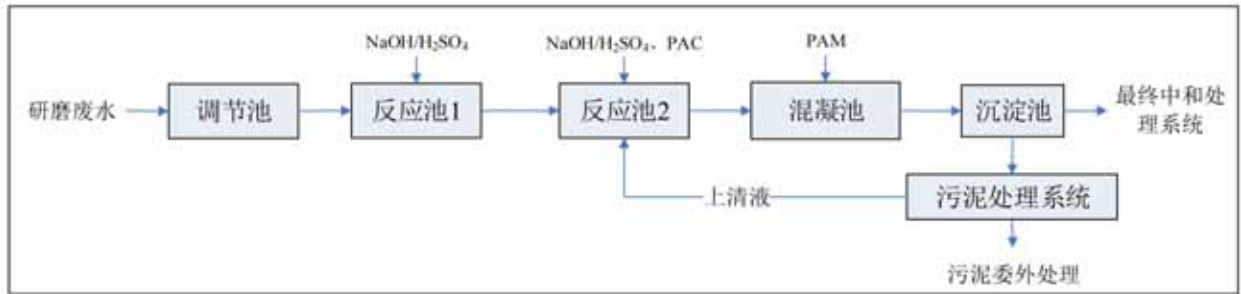 NaOH/H₂SO₄
NaOH/H₂SO₄、PAC
PAM
研磨废水
调节池
反应池1
反应池2
混凝池
沉淀池
最终中和处
理系统
上清液
污泥处理系统
污泥委外处理